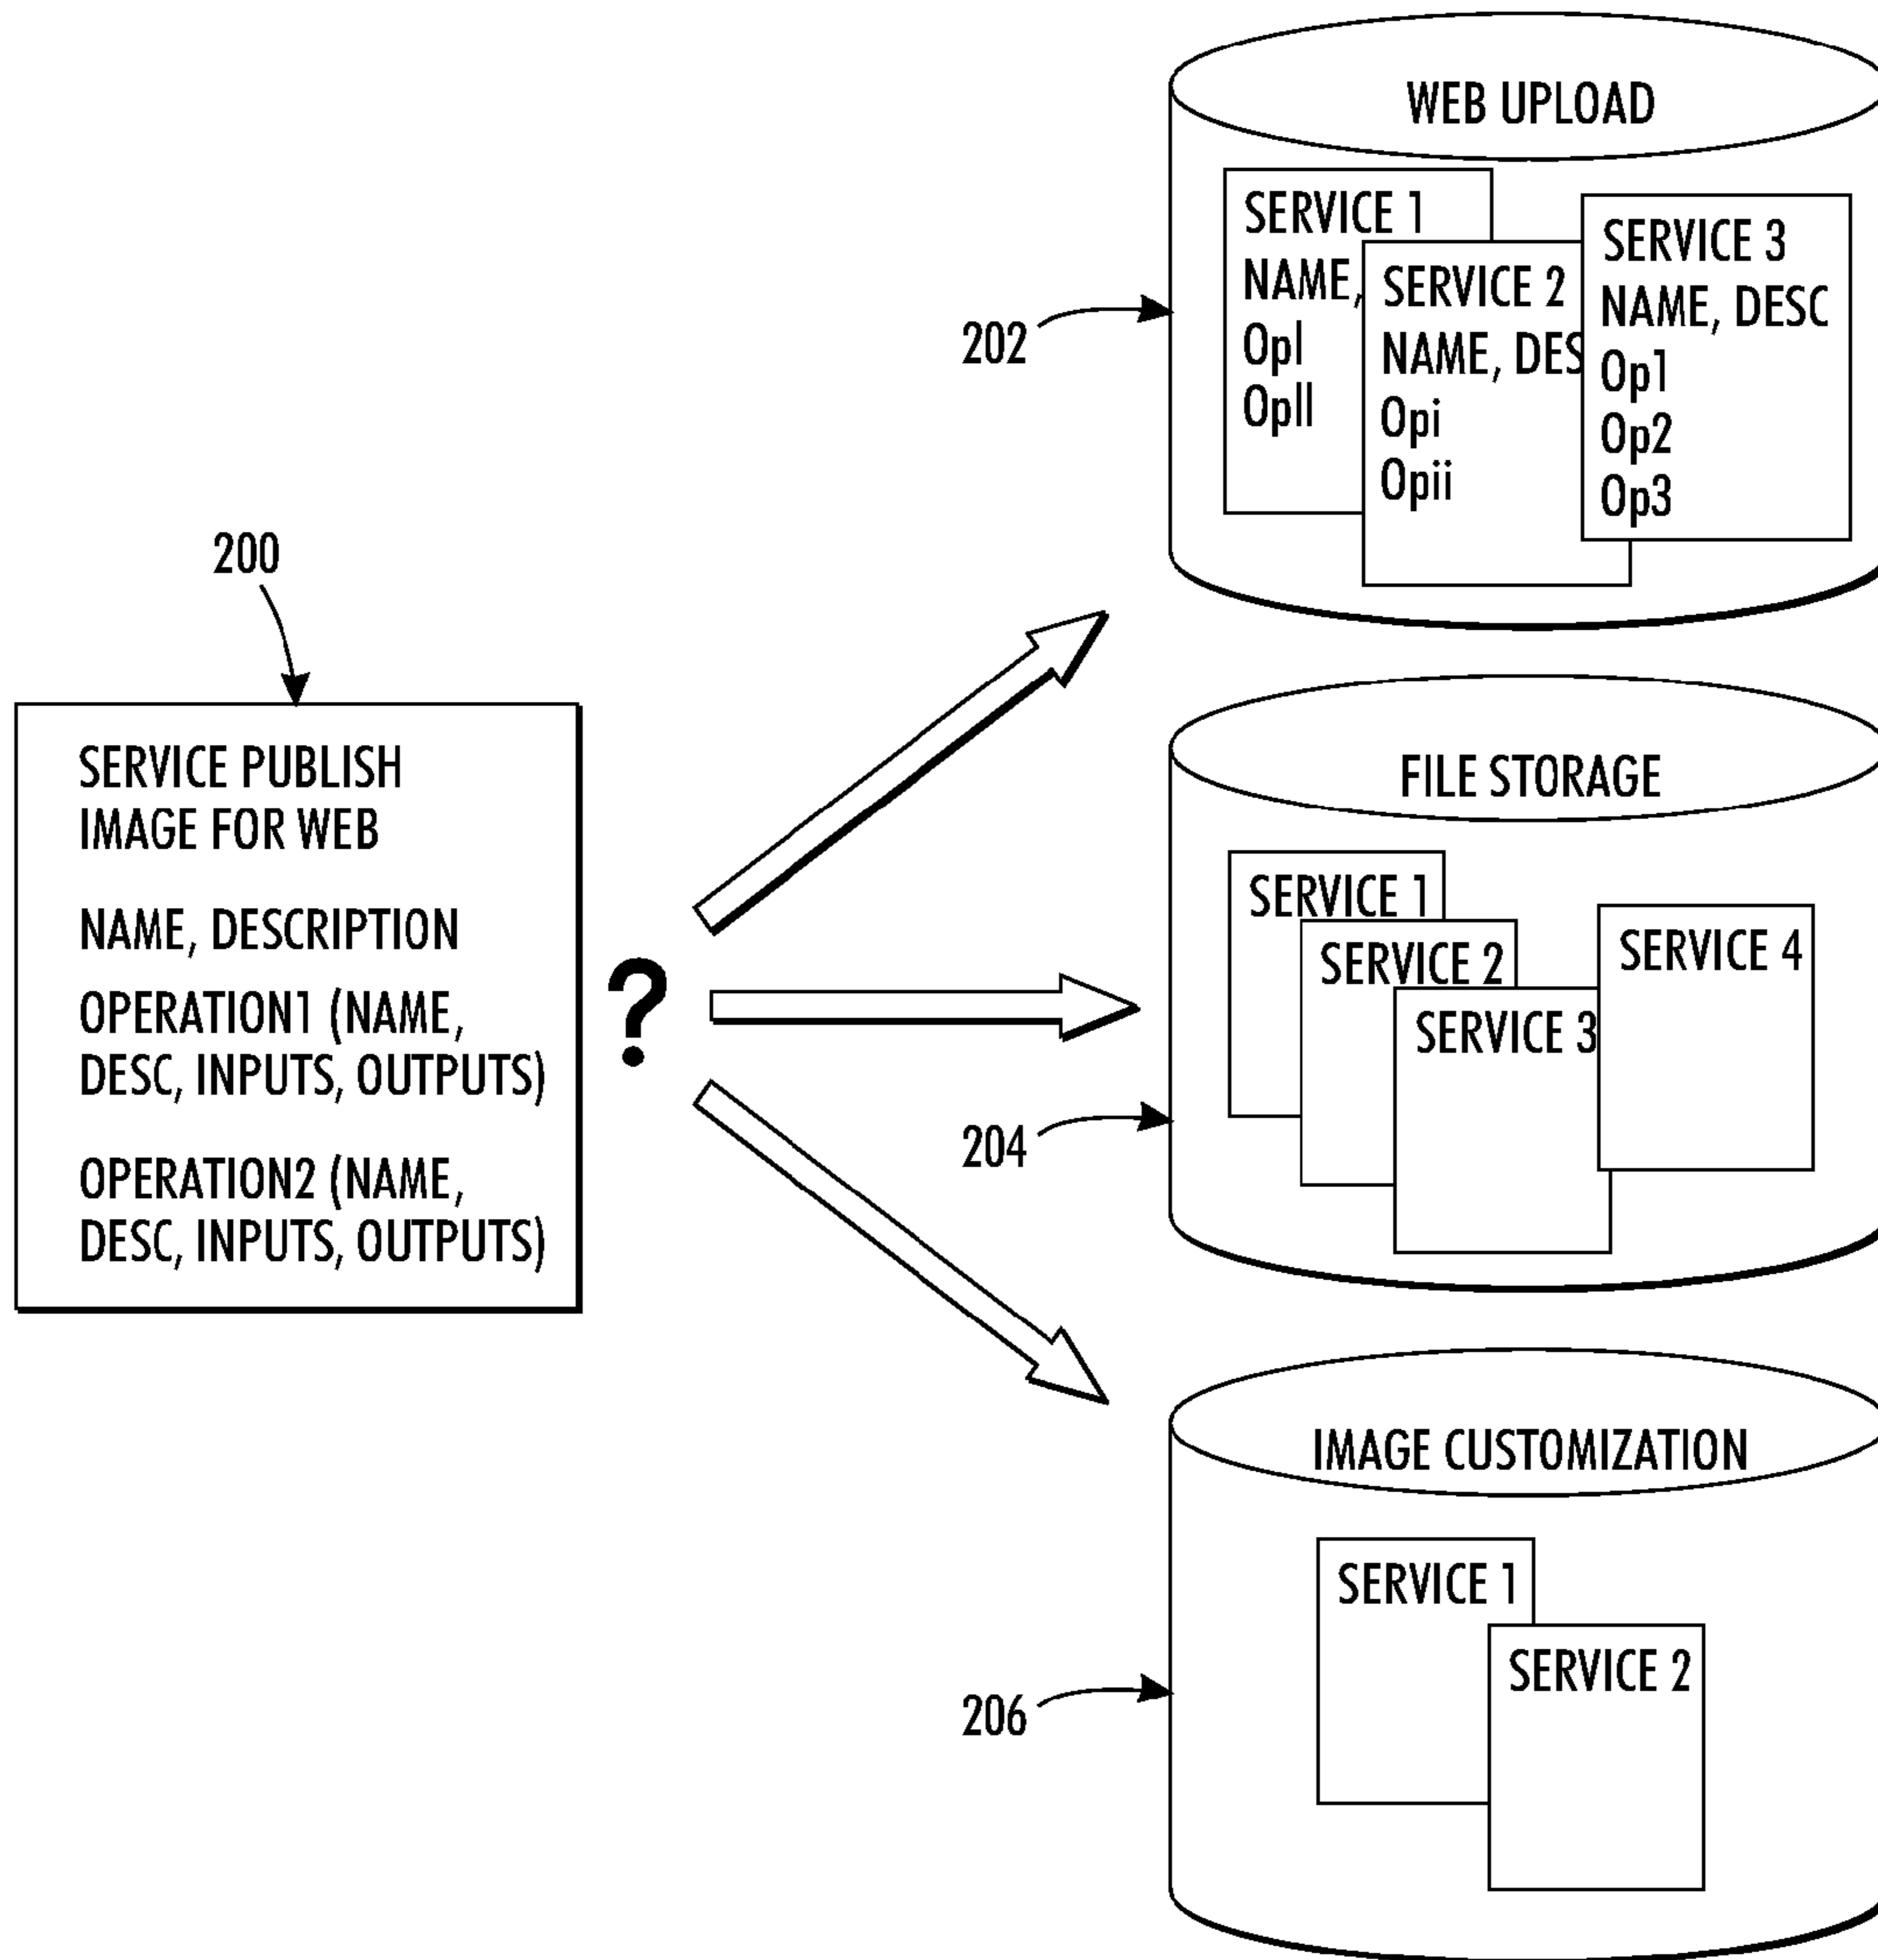 200
SERVICE PUBLISH
IMAGE FOR WEB
NAME, DESCRIPTION
OPERATION1 (NAME,
DESC, INPUTS, OUTPUTS)
OPERATION2 (NAME,
DESC, INPUTS, OUTPUTS)
?
WEB UPLOAD
202
SERVICE 1
NAME,
OpI
OpII
SERVICE 2
NAME, DES
Opi
Opii
SERVICE 3
NAME, DESC
Op1
Op2
Op3
FILE STORAGE
204
SERVICE 1
SERVICE 2
SERVICE 3
SERVICE 4
IMAGE CUSTOMIZATION
206
SERVICE 1
SERVICE 2